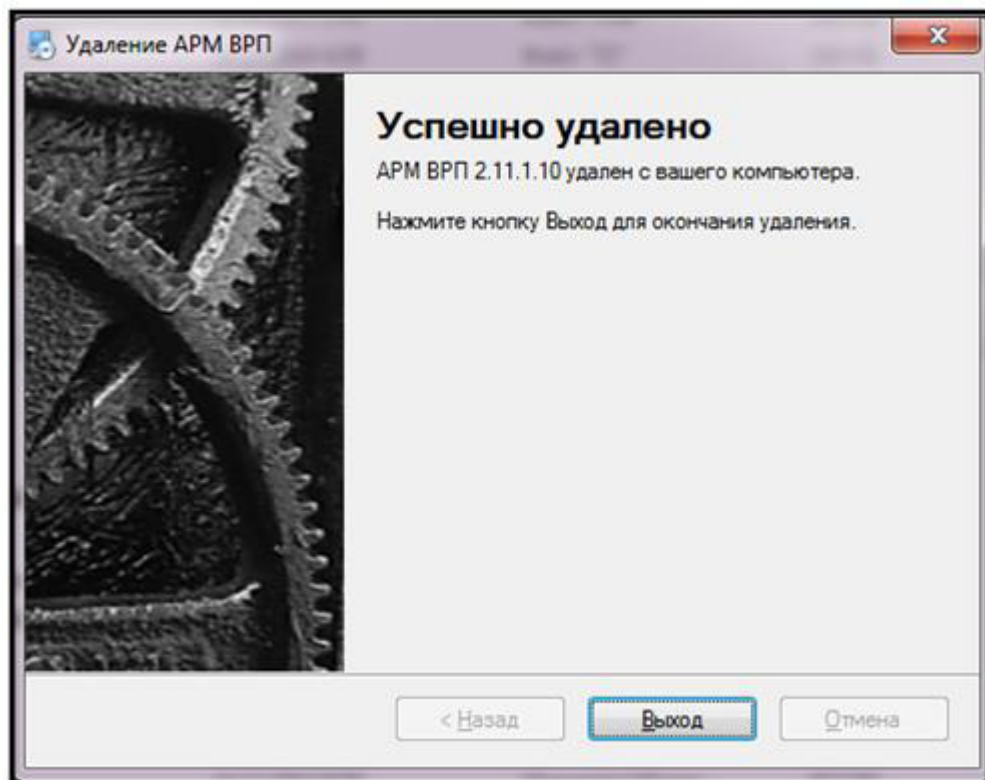 Удаление АРМ ВРП
Успешно удалено
АРМ ВРП 2.11.1.10 удален с вашего компьютера.
Нажмите кнопку Выход для окончания удаления.
< Назад
Выход
Отмена